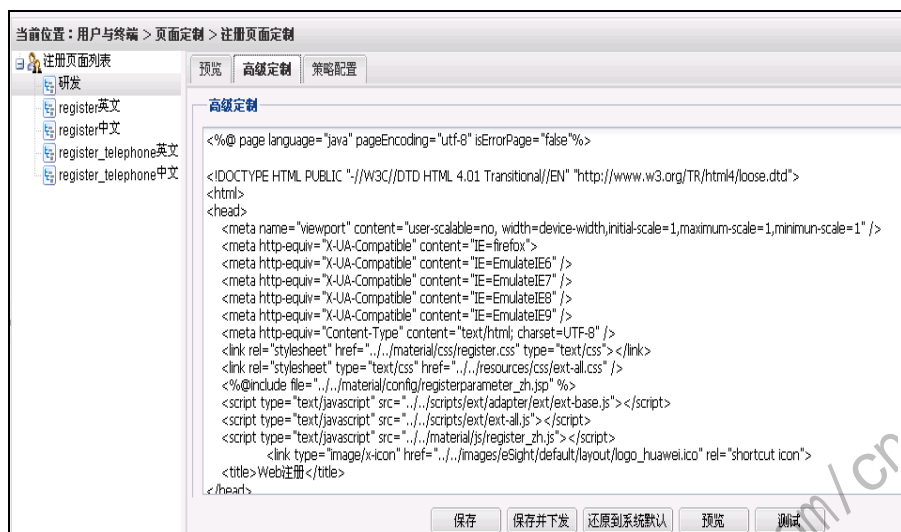 当前位置：用户与终端 > 页面定制 > 注册页面定制
注册页面列表
研发
register英文
register中文
register_telephone英文
register_telephone中文
预览 高级定制 策略配置
高级定制
<%@ page language="java" pageEncoding="utf-8" isErrorPage="false"%>
<!DOCTYPE HTML PUBLIC "-//W3C//DTD HTML 4.01 Transitional//EN" "http://www.w3.org/TR/html4/loose.dtd">
<html>
<head>
<meta name="viewport" content="user-scalable=no, width=device-width,initial-scale=1,maximum-scale=1,minimun-scale=1" />
<meta http-equiv="X-UA-Compatible" content="IE=firefox">
<meta http-equiv="X-UA-Compatible" content="IE=EmulateIE6" />
<meta http-equiv="X-UA-Compatible" content="IE=EmulateIE7" />
<meta http-equiv="X-UA-Compatible" content="IE=EmulateIE8" />
<meta http-equiv="X-UA-Compatible" content="IE=EmulateIE9" />
<meta http-equiv="Content-Type" content="text/html; charset=UTF-8" />
<link rel="stylesheet" href="../../material/css/register.css" type="text/css"></link>
<link rel="stylesheet" type="text/css" href="../../resources/css/ext-all.css" />
<%@include file="../../material/config/registerparameter_zh.jsp" %>
<script type="text/javascript" src="../../scripts/ext/adapter/ext/ext-base.js"></script>
<script type="text/javascript" src="../../scripts/ext/ext-all.js"></script>
<script type="text/javascript" src="../../material/js/register_zh.js"></script>
<link type="image/x-icon" href="../../images/eSight/default/layout/logo_huawei.ico" rel="shortcut icon">
<title>Web注册</title>
</head>
保存 保存并下发 还原到系统默认 预览 测试
m/cn